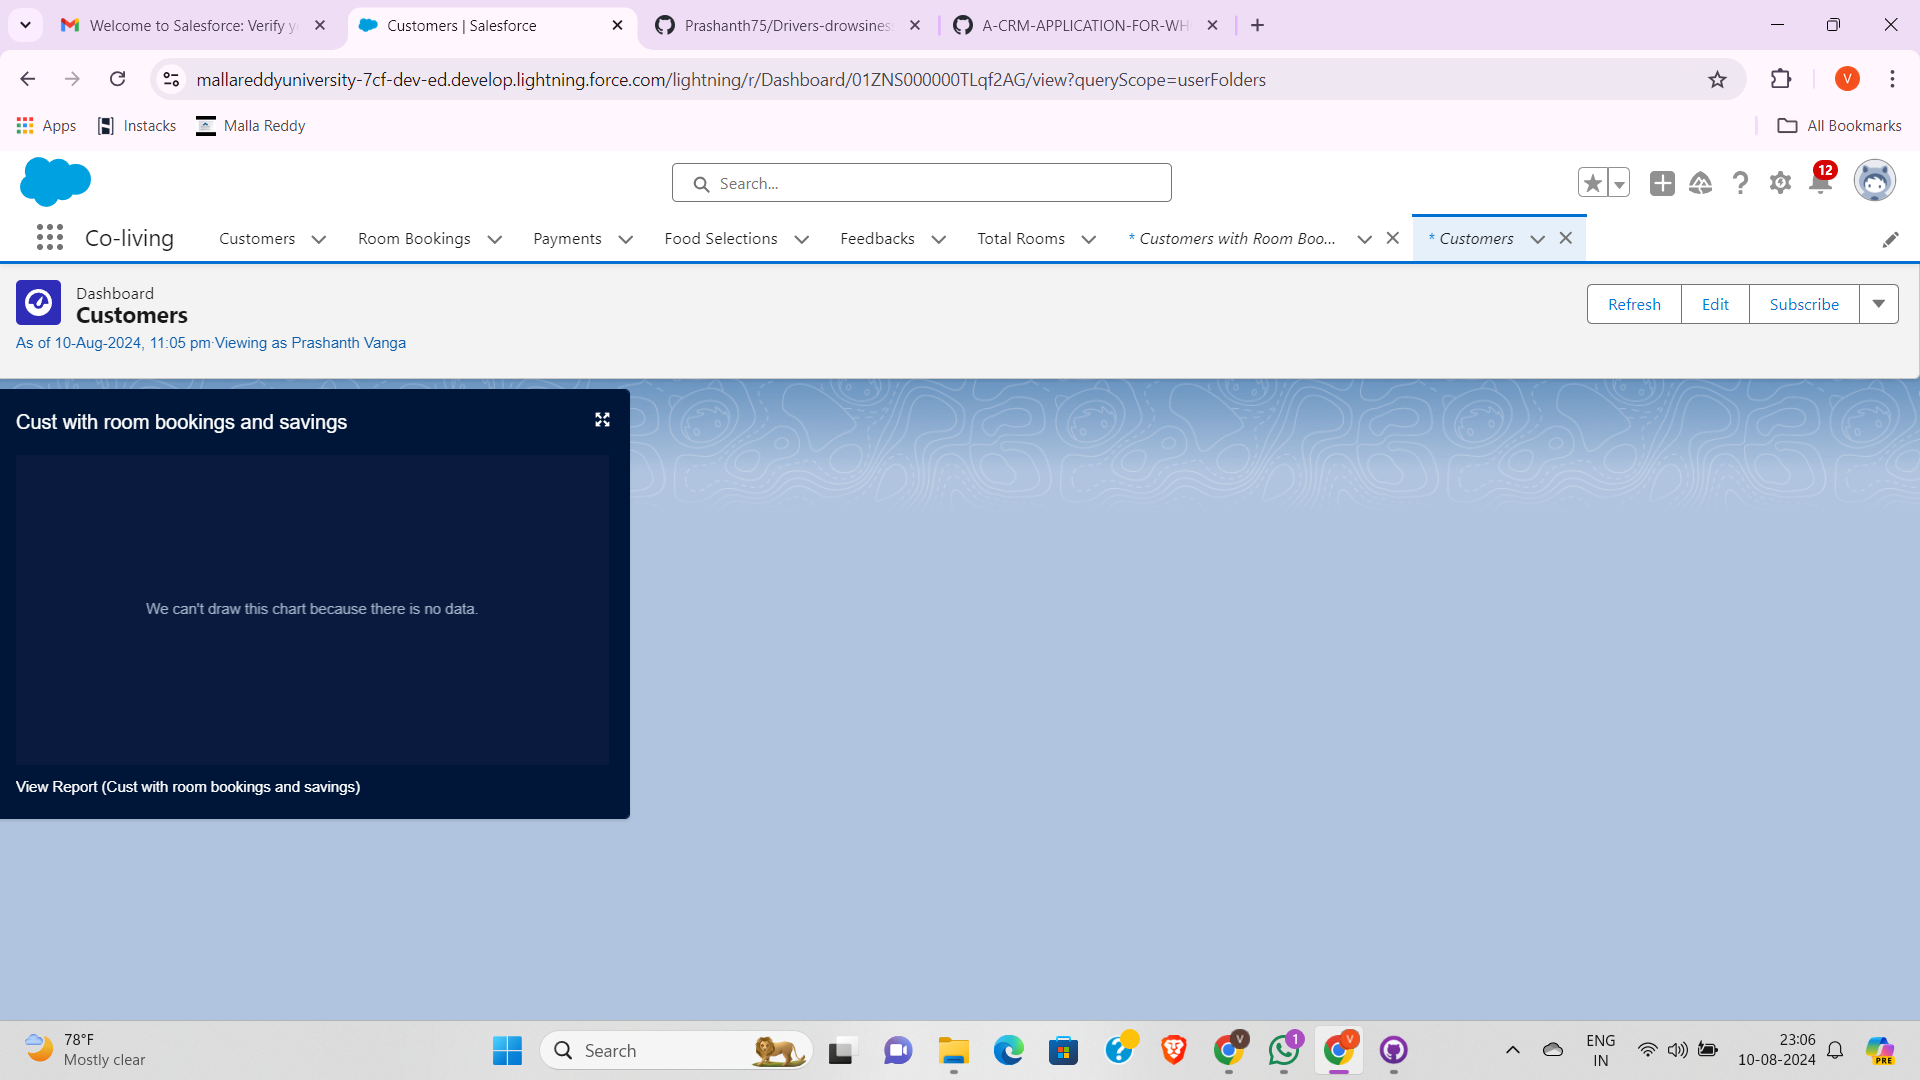 Welcome to Salesforce: Verify y
Customers | Salesforce
Prashanth75/Drivers-drowsiness
A-CRM-APPLICATION-FOR-WH
mallareddyuniversity-7cf-dev-ed.develop.lightning.force.com/lightning/r/Dashboard/01ZNS000000TLqf2AG/view?queryScope=userFolders
V
Apps
Instacks
Malla Reddy
All Bookmarks
Search...
12
Co-living
Customers
Room Bookings
Payments
Food Selections
Feedbacks
Total Rooms
* Customers with Room Boo...
* Customers
Dashboard
Customers
As of 10-Aug-2024, 11:05 pm·Viewing as Prashanth Vanga
Refresh
Edit
Subscribe
Cust with room bookings and savings
We can't draw this chart because there is no data.
View Report (Cust with room bookings and savings)
78°F
Mostly clear
Search
V
1
V
ENG
IN
23:06
10-08-2024
PRE